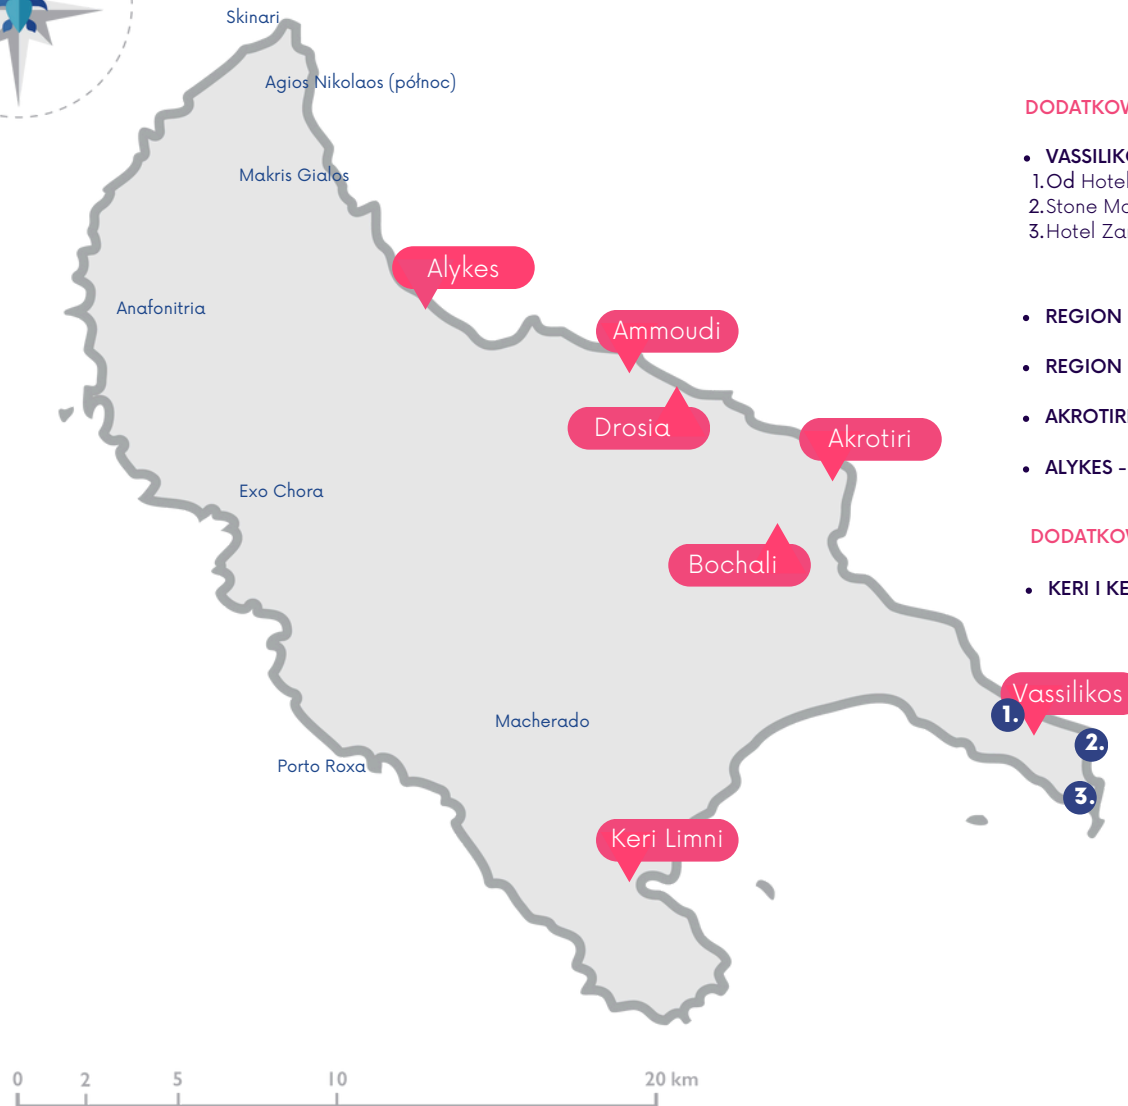 Skinari
Agios Nikolaos (północ)
Makris Gialos
Alykes
Anafonitria
Ammoudi
Drosia
Akrotiri
Exo Chora
Bochali
Vassilikos
1.
2.
3.
Macherado
Porto Roxa
Keri Limni
0 2 5 10 20 km
DODATKOW
• VASSILIKO
1.Od Hotel
2.Stone Ma
3.Hotel Zan
• REGION
• REGION
• AKROTIRI
• ALYKES -
DODATKOW
• KERI I KE